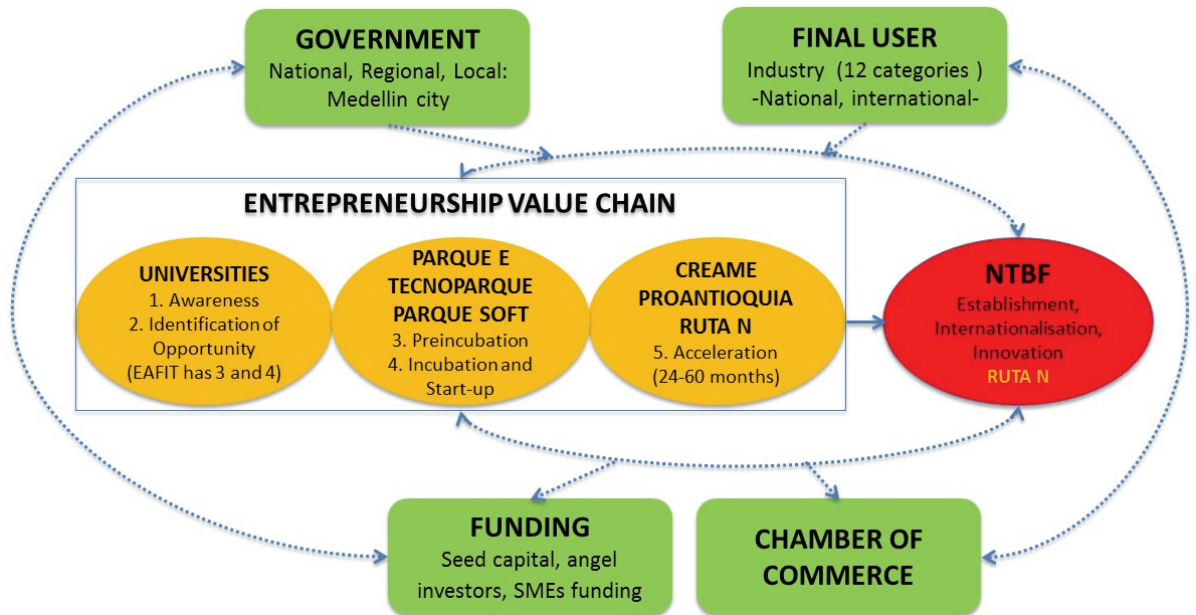 GOVERNMENT
National, Regional, Local:
Medellin city
FINAL USER
Industry (12 categories )
-National, international-
ENTREPRENEURSHIP VALUE CHAIN
UNIVERSITIES
1. Awareness
2. Identification of
Opportunity
(EAFIT has 3 and 4)
PARQUE E
TECNOPARQUE
PARQUE SOFT
3. Preincubation
4. Incubation and
Start-up
CREAME
PROANTIOQUIA
RUTA N
5. Acceleration
(24-60 months)
NTBF
Establishment,
Internationalisation,
Innovation
RUTA N
FUNDING
Seed capital, angel
investors, SMEs funding
CHAMBER OF
COMMERCE